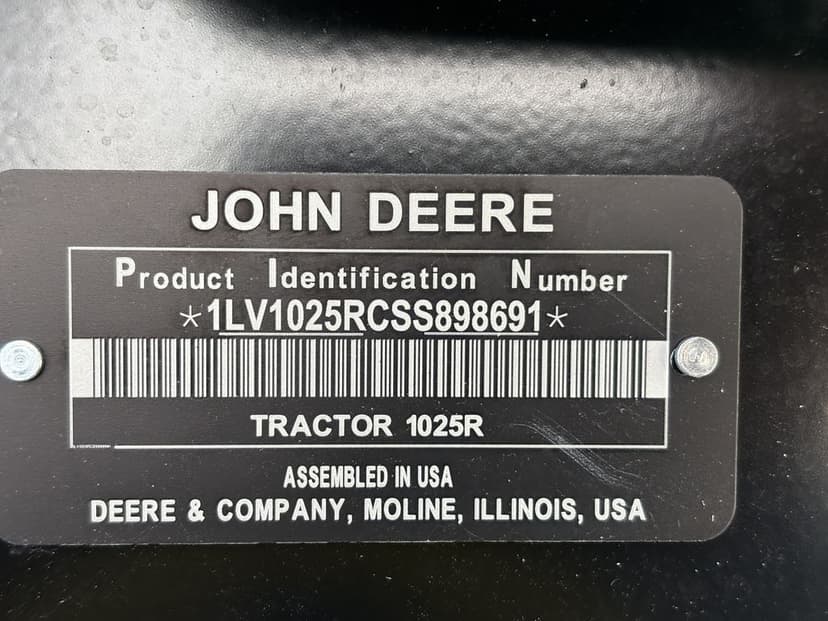 JOHN DEERE
Product Identification Number
*1LV1025RCSS898691*
TRACTOR 1025R
ASSEMBLED IN USA
DEERE & COMPANY, MOLINE, ILLINOIS, USA